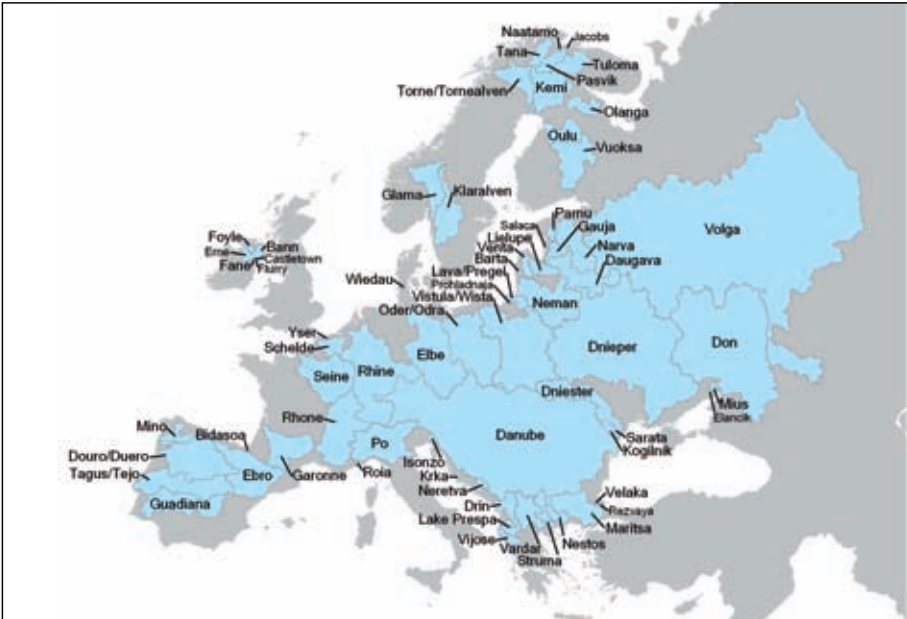 Naatamo
Jacobs
Tana
Tuloma
Pasvik
Kemi
Torne/Tornealven
Olanga
Oulu
Vuoksa
Glama
Klaralven
Parnu
Salaca
Gauja
Volga
Foyle
Bann
Lielupe
Erne
Castletown
Venta
Narva
Fane
Flurry
Barta
Daugava
Wiedau
Lava/Pregel
Prohladnaja
Vistula/Wista
Neman
Oder/Odra
Yser
Schelde
Elbe
Dnieper
Don
Seine
Rhine
Dniester
Mius
Elancik
Rhone
Mino
Bidasoa
Danube
Sarata
Kogilnik
Po
Douro/Duero
Isonzo
Tagus/Tejo
Ebro
Garonne
Roia
Krka
Neretva
Guadiana
Velaka
Drin
Rezvaya
Lake Prespa
Maritsa
Vijose
Vardar
Nestos
Struma